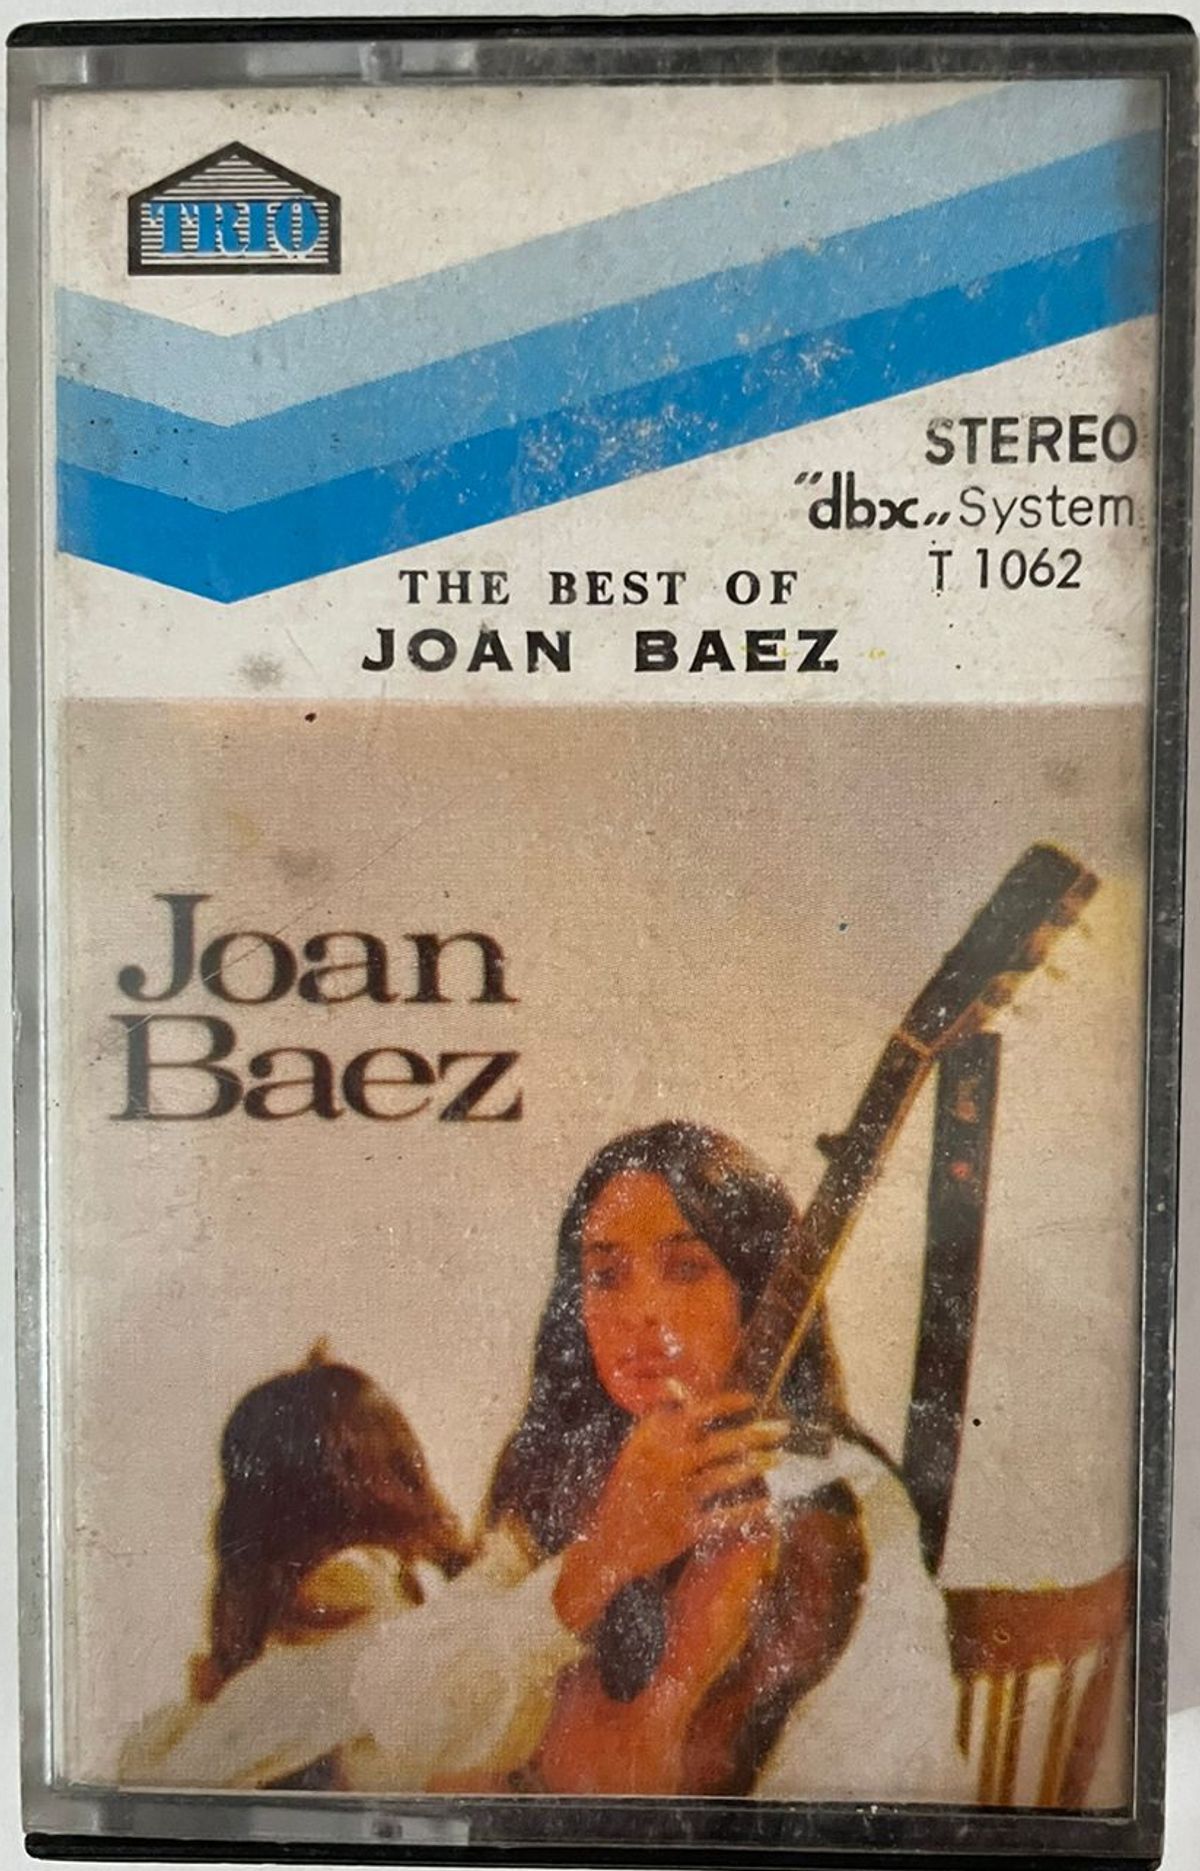 TRIO
STEREO
"dbx„ System
T 1062
THE BEST OF
JOAN BAEZ
Joan
Baez